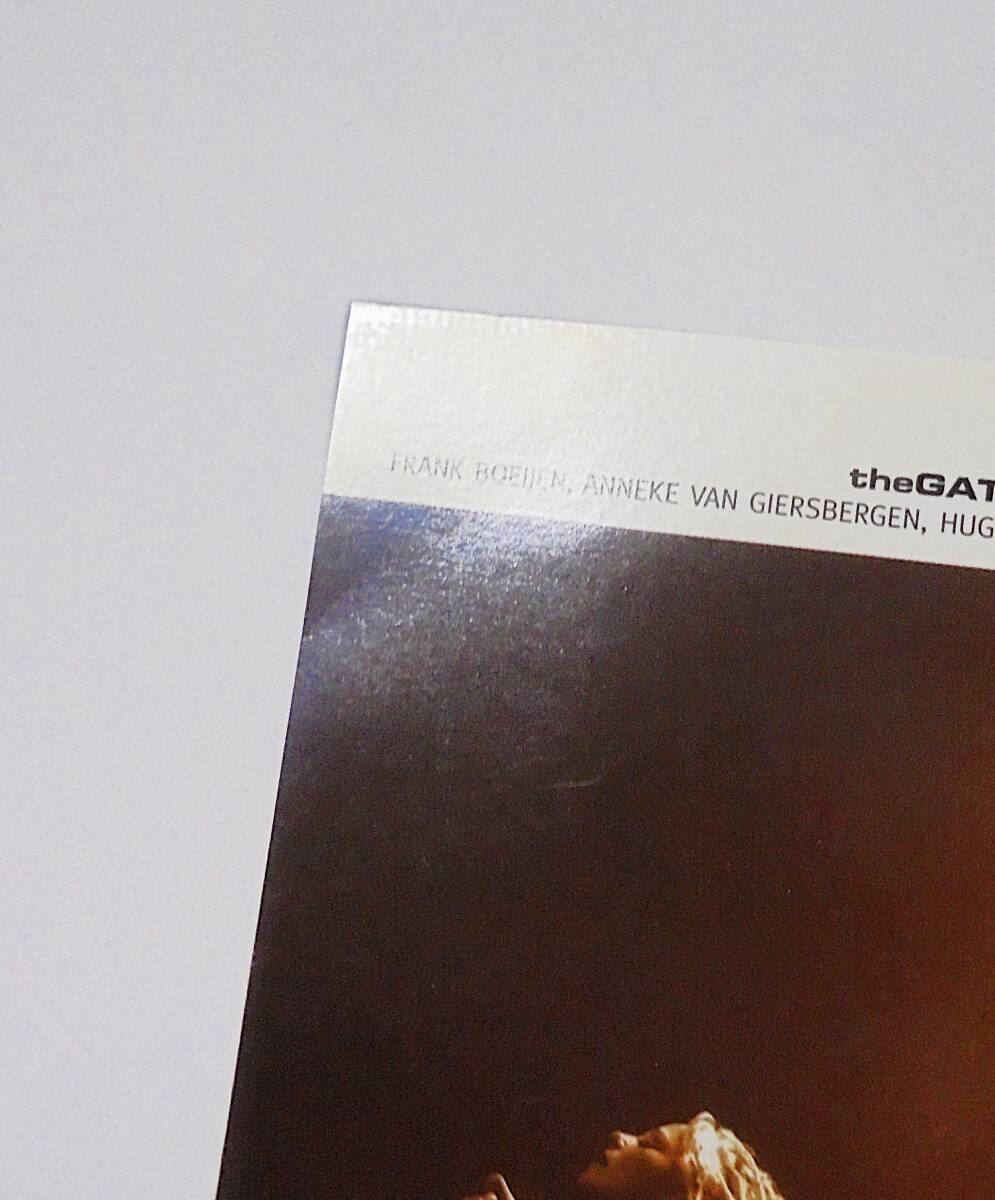 theGAT
FRANK BOEIJEN, ANNEKE VAN GIERSBERGEN, HUG